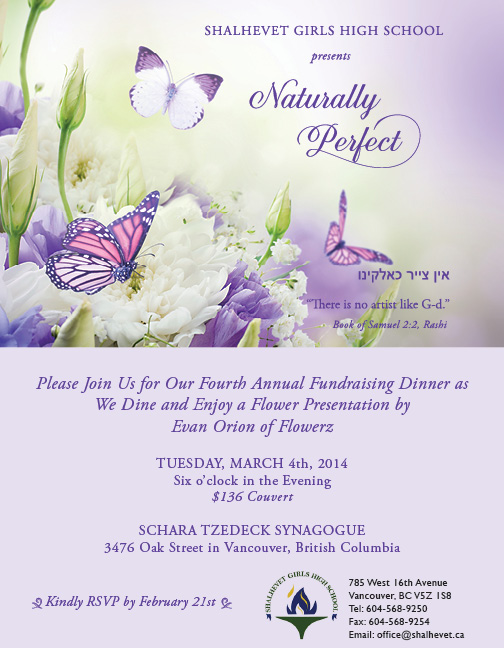 SHALHEVET GIRLS HIGH SCHOOL
presents
Naturally
Perfect
אין צייר כאלקינו
"There is no artist like G-d."
Book of Samuel 2:2, Rashi
Please Join Us for Our Fourth Annual Fundraising Dinner as
We Dine and Enjoy a Flower Presentation by
Evan Orion of Flowerz
TUESDAY, MARCH 4th, 2014
Six o'clock in the Evening
$136 Couvert
SCHARA TZEDECK SYNAGOGUE
3476 Oak Street in Vancouver, British Columbia
Kindly RSVP by February 21st
SHALHEVET GIRLS HIGH SCHOOL
785 West 16th Avenue
Vancouver, BC V5Z 1S8
Tel: 604-568-9250
Fax: 604-568-9254
Email: office@shalhevet.ca